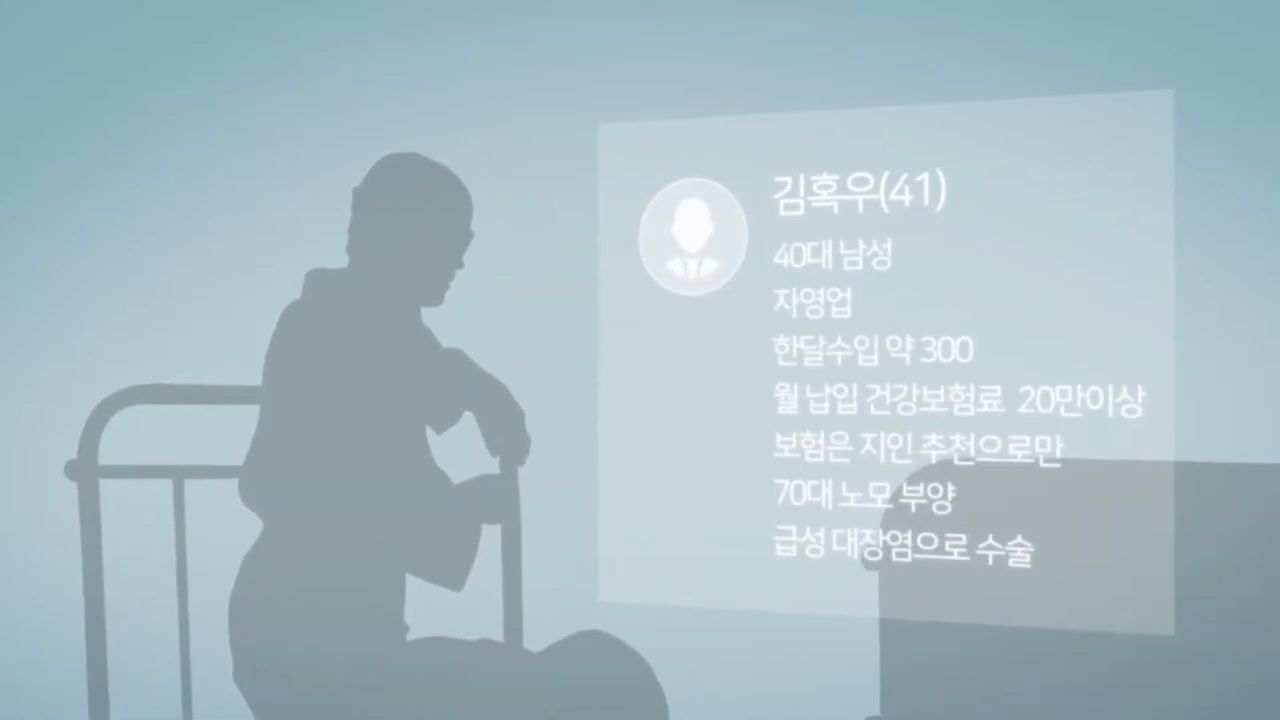 김혹우(41)
40대 남성
자영업
한달수입 약 300
월 납입 건강보험료 20만이상
보험은 지인 추천으로만
70대 노모 부양
급성 대장염으로 수술